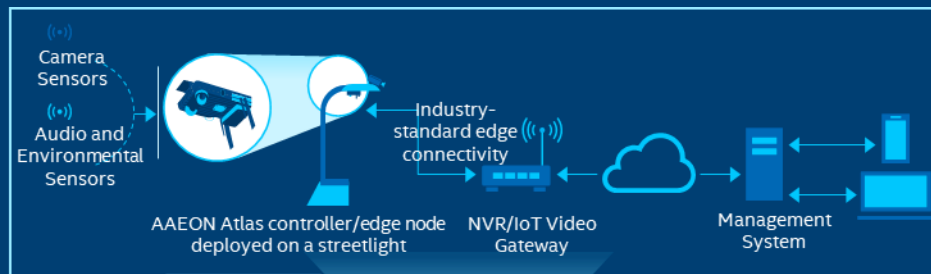 Camera
Sensors
Audio and
Environmental
Sensors
Industry-
standard edge
connectivity
AAEON Atlas controller/edge node
deployed on a streetlight
NVR/IoT Video
Gateway
Management
System